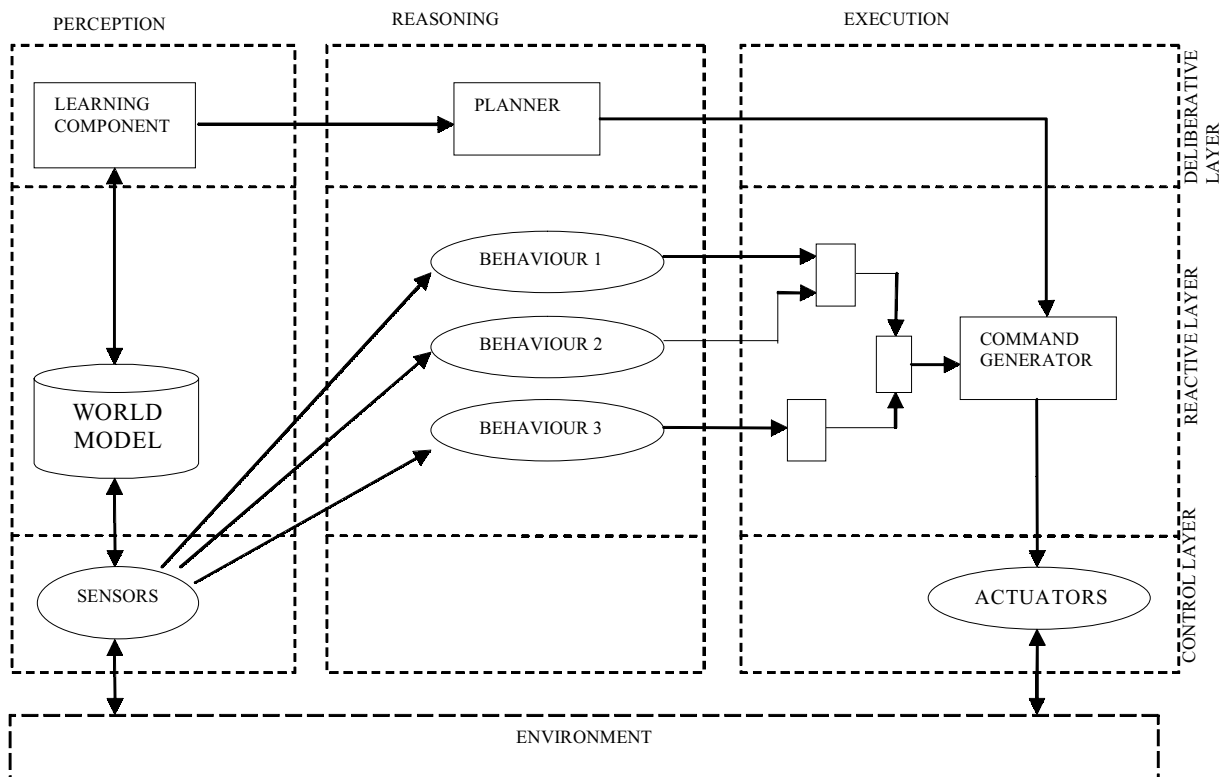 PERCEPTION
REASONING
EXECUTION
LEARNING
COMPONENT
PLANNER
DELIBERATIVE
LAYER
BEHAVIOUR 1
BEHAVIOUR 2
BEHAVIOUR 3
WORLD
MODEL
COMMAND
GENERATOR
REACTIVE LAYER
SENSORS
ACTUATORS
CONTROL LAYER
ENVIRONMENT